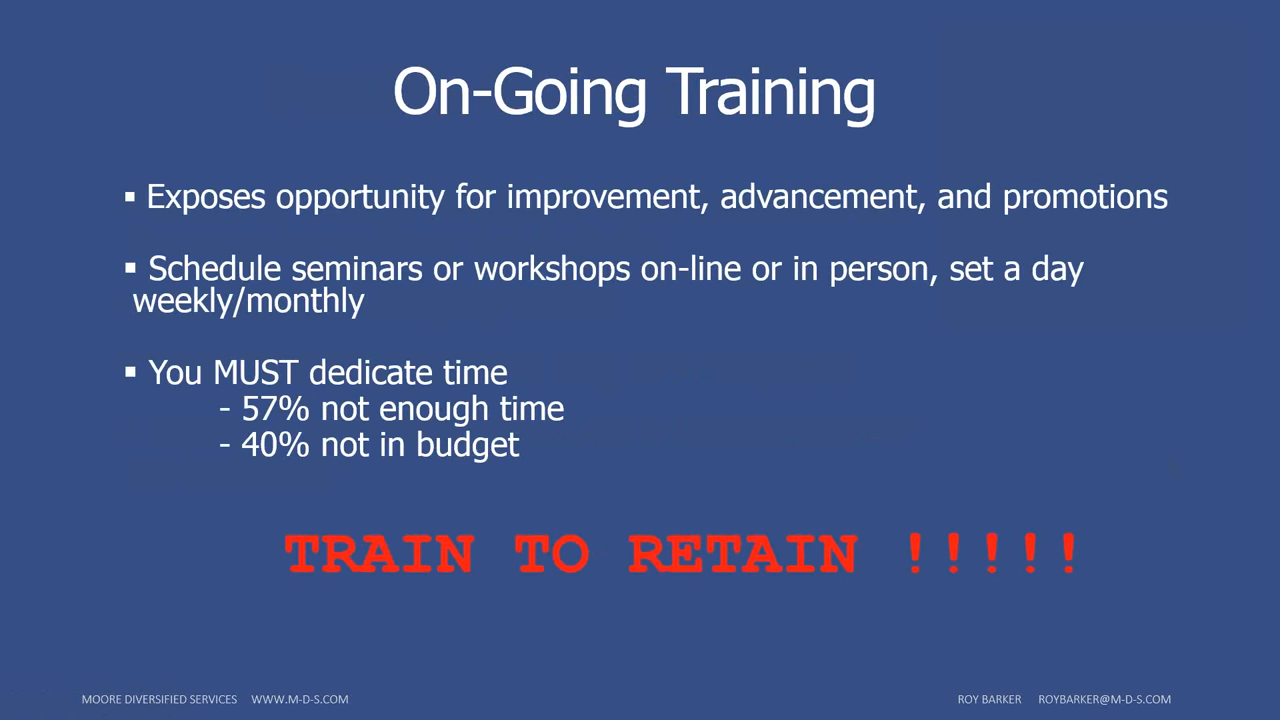 On-Going Training
▪ Exposes opportunity for improvement, advancement, and promotions
▪ Schedule seminars or workshops on-line or in person, set a day
weekly/monthly
▪ You MUST dedicate time
- 57% not enough time
- 40% not in budget
TRAIN TO RETAIN !!!!!
MOORE DIVERSIFIED SERVICES WWW.M-D-S.COM
ROY BARKER ROYBARKER@M-D-S.COM